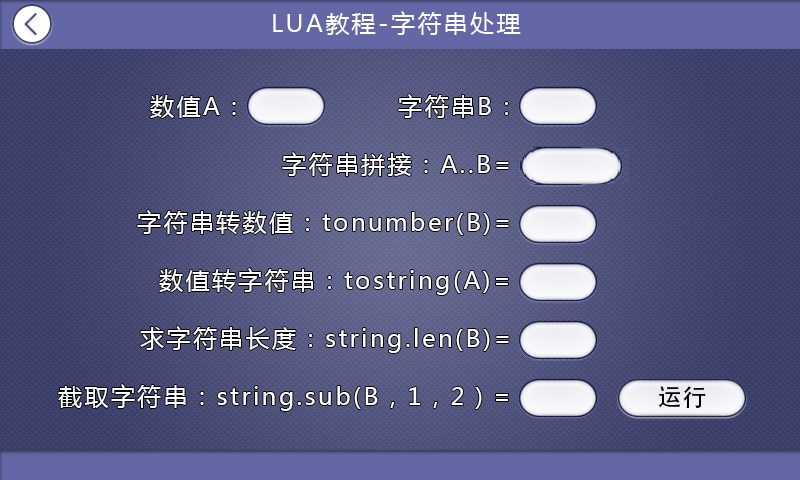 LUA教程-字符串处理
数值A：
字符串B：
字符串拼接：A..B=
字符串转数值：tonumber(B)=
数值转字符串：tostring(A)=
求字符串长度：string.len(B)=
截取字符串：string.sub(B，1，2）=
运行